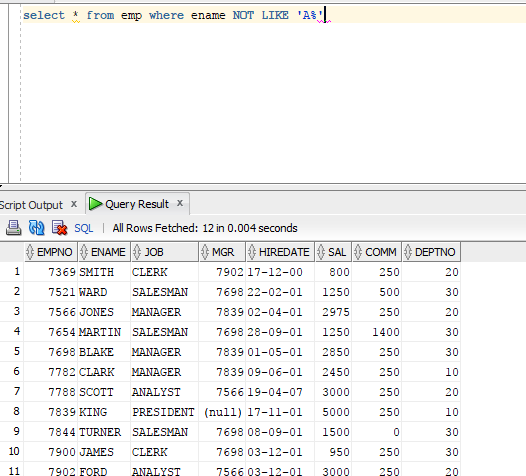 select * from emp where ename NOT LIKE 'A%'
Script Output x Query Result x
SQL | All Rows Fetched: 12 in 0.004 seconds
EMPNO ENAME JOB MGR HIREDATE SAL COMM DEPTNO
1 7369 SMITH CLERK 7902 17-12-00 800 250 20
2 7521 WARD SALESMAN 7698 22-02-01 1250 500 30
3 7566 JONES MANAGER 7839 02-04-01 2975 250 20
4 7654 MARTIN SALESMAN 7698 28-09-01 1250 1400 30
5 7698 BLAKE MANAGER 7839 01-05-01 2850 250 30
6 7782 CLARK MANAGER 7839 09-06-01 2450 250 10
7 7788 SCOTT ANALYST 7566 19-04-07 3000 250 20
8 7839 KING PRESIDENT (null) 17-11-01 5000 250 10
9 7844 TURNER SALESMAN 7698 08-09-01 1500 0 30
10 7900 JAMES CLERK 7698 03-12-01 950 250 30
11 7902 FORD ANALYST 7566 03-12-01 3000 250 20